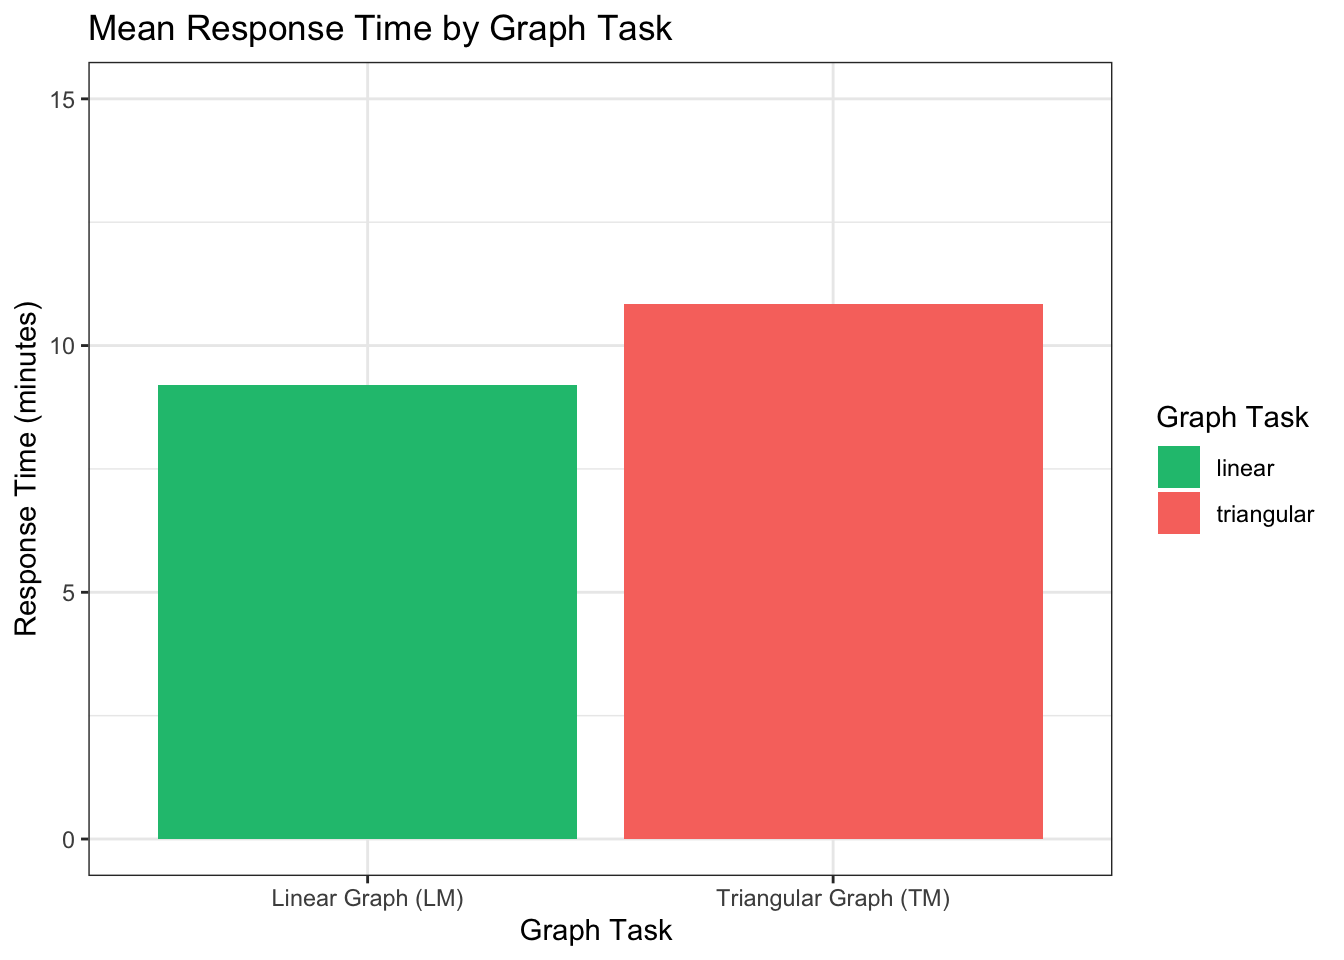 Mean Response Time by Graph Task
15
10
5
0
Response Time (minutes)
Linear Graph (LM)
Triangular Graph (TM)
Graph Task
Graph Task
linear
triangular